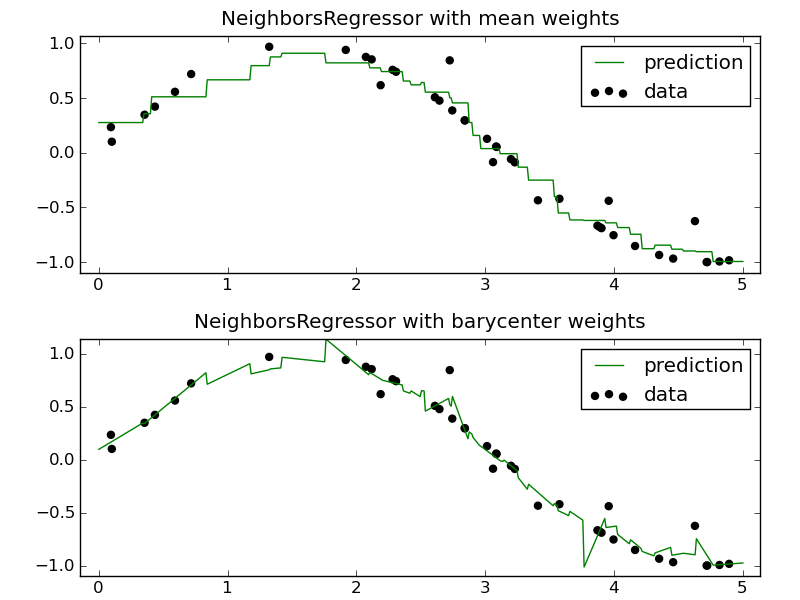 NeighborsRegressor with mean weights
1.0
0.5
0.0
−0.5
−1.0
0 1 2 3 4 5
prediction
data
NeighborsRegressor with barycenter weights
1.0
0.5
0.0
−0.5
−1.0
0 1 2 3 4 5
prediction
data